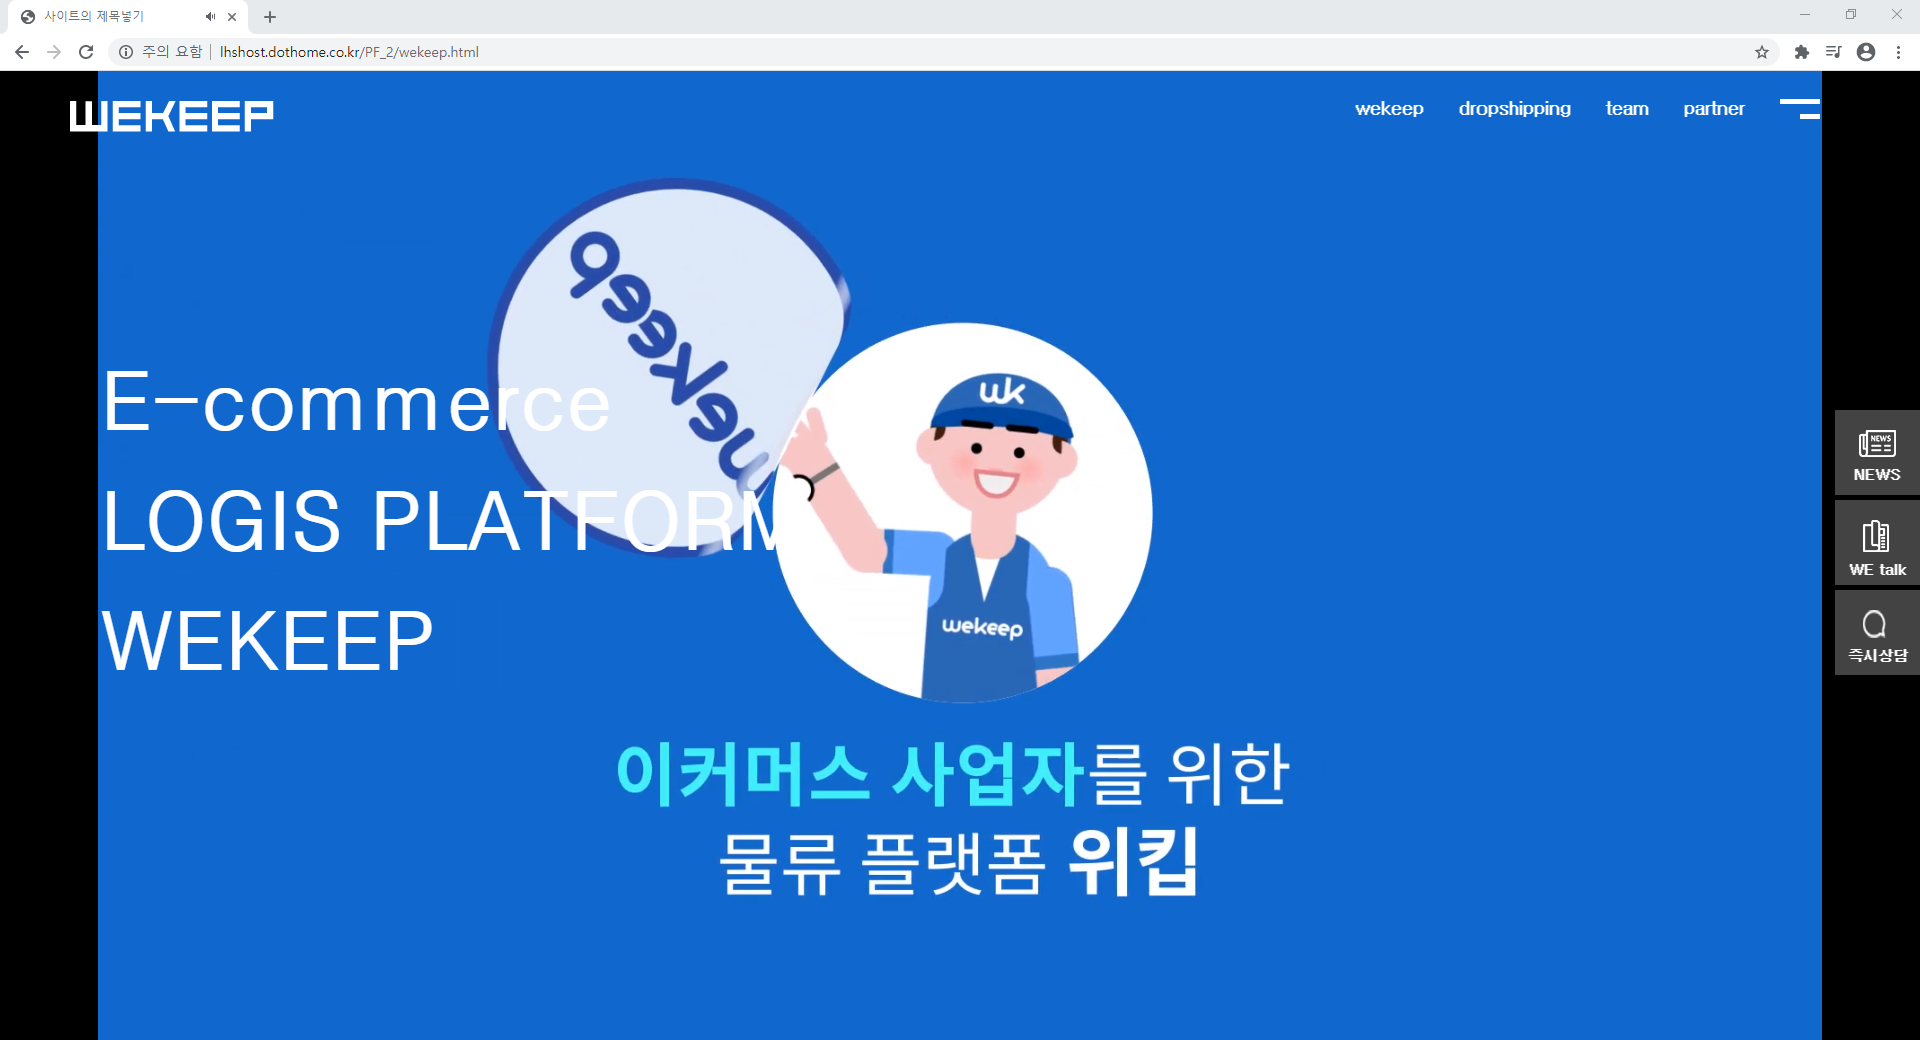 사이트의 제목넣기
주의 요함 | lhshost.dothome.co.kr/PF_2/wekeep.html
WEKEEP
wekeep dropshipping team partner
wekeep
E-commerce
LOGIS PLATFORM
WEKEEP
wk
wekeep
이커머스 사업자를 위한
물류 플랫폼 위킵
NEWS
NEWS
WE talk
즉시상담